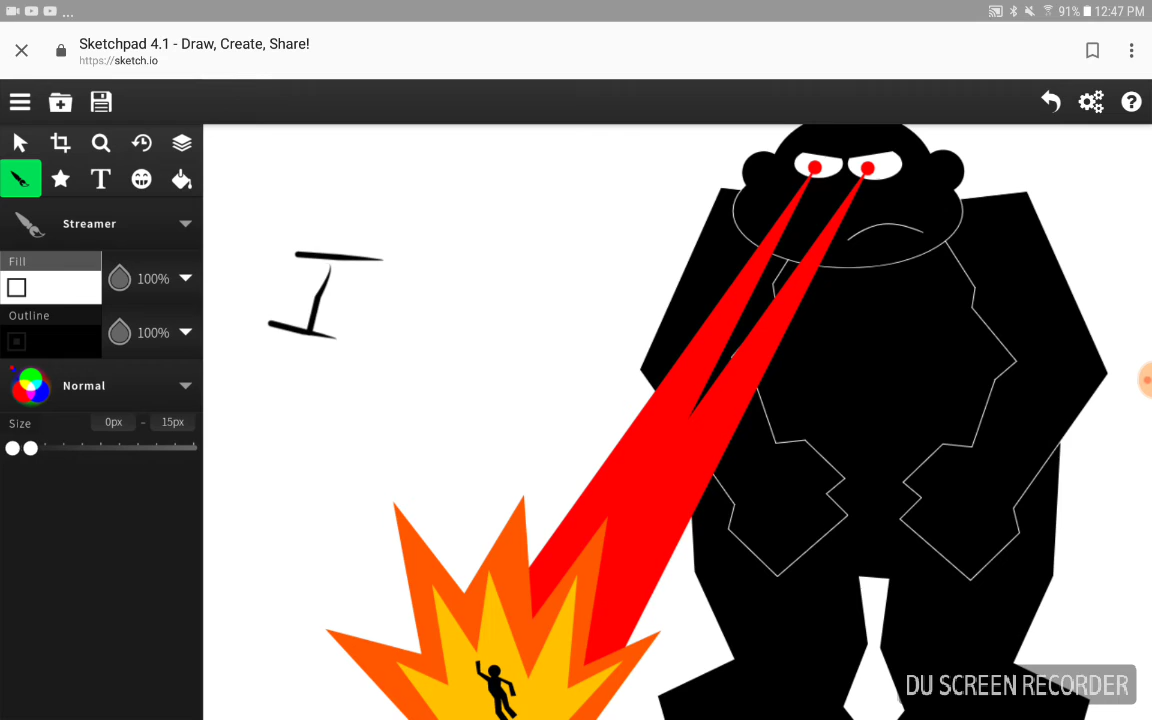 ... 91% 12:47 PM
Sketchpad 4.1 - Draw, Create, Share!
https://sketch.io
T
Streamer
Fill
100%
Outline
100%
Normal
Size 0px - 15px
I
DU SCREEN RECORDER